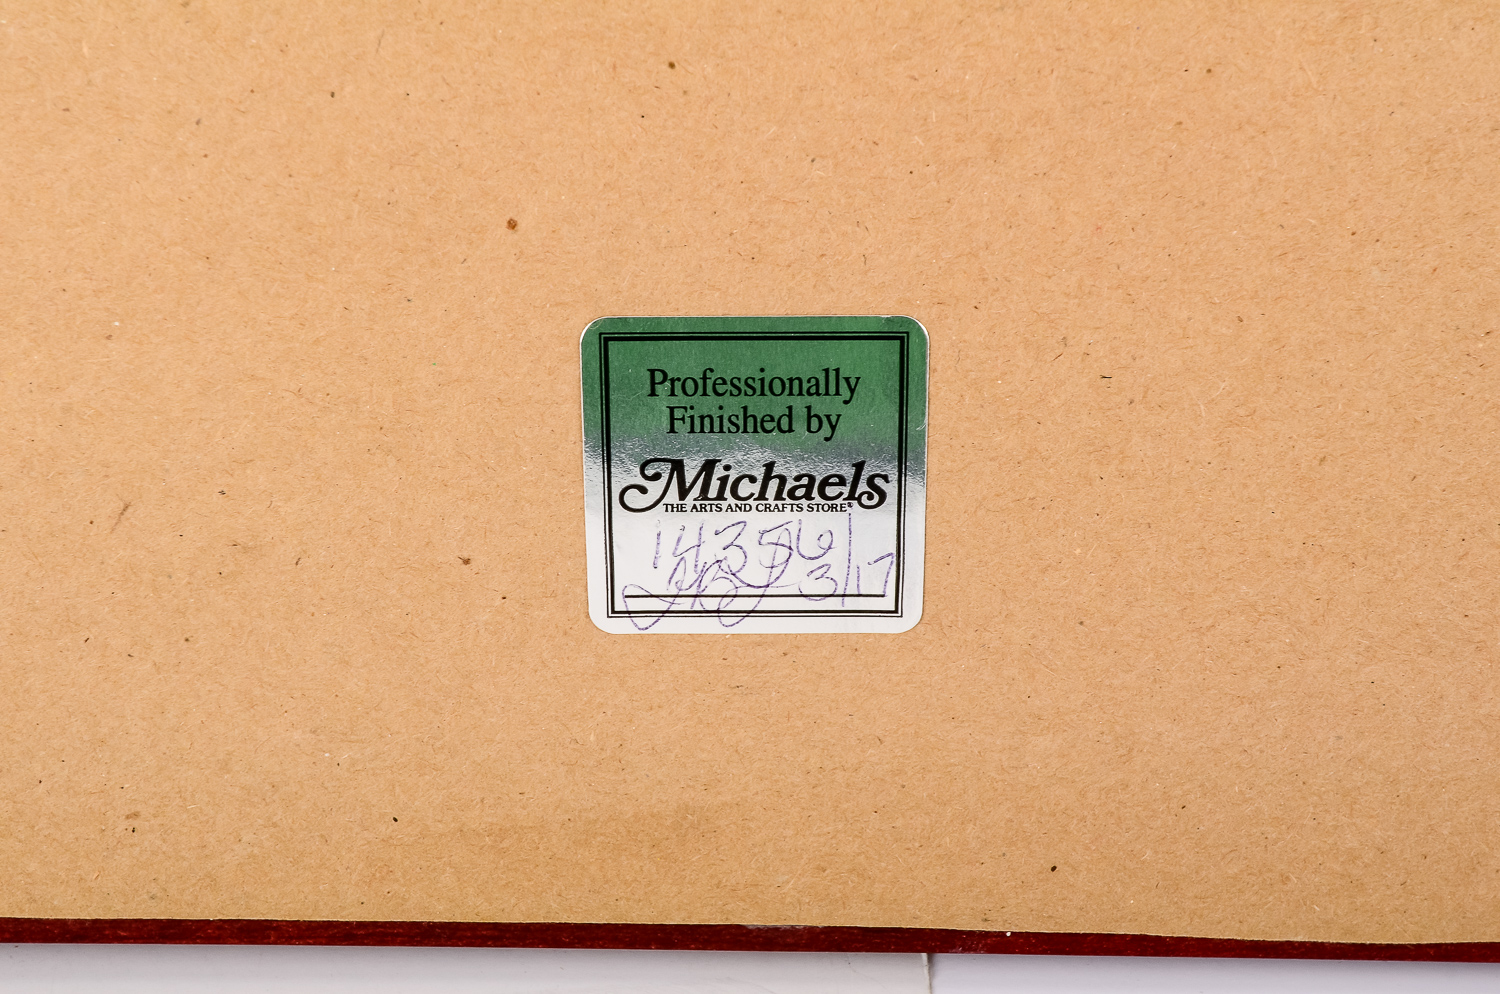 Professionally
Finished by
Michaels
THE ARTS AND CRAFTS STORE®
14356
3/17